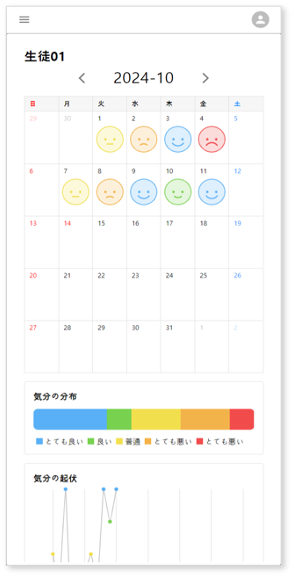 生徒01
2024-10
日 月 火 水 木 金 土
29 30 1 2 3 4 5
6 7 8 9 10 11 12
13 14 15 16 17 18 19
20 21 22 23 24 25 26
27 28 29 30 31 1 2
気分の分布
とても良い 良い 普通 とても悪い とても悪い
気分の起伏